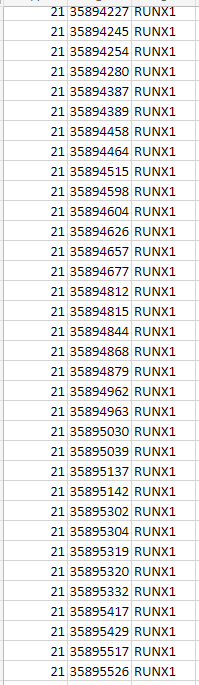 21 35894227 RUNX1
21 35894245 RUNX1
21 35894254 RUNX1
21 35894280 RUNX1
21 35894387 RUNX1
21 35894389 RUNX1
21 35894458 RUNX1
21 35894464 RUNX1
21 35894515 RUNX1
21 35894598 RUNX1
21 35894604 RUNX1
21 35894626 RUNX1
21 35894657 RUNX1
21 35894677 RUNX1
21 35894812 RUNX1
21 35894815 RUNX1
21 35894844 RUNX1
21 35894868 RUNX1
21 35894879 RUNX1
21 35894962 RUNX1
21 35894963 RUNX1
21 35895030 RUNX1
21 35895039 RUNX1
21 35895137 RUNX1
21 35895142 RUNX1
21 35895302 RUNX1
21 35895304 RUNX1
21 35895319 RUNX1
21 35895320 RUNX1
21 35895332 RUNX1
21 35895417 RUNX1
21 35895429 RUNX1
21 35895517 RUNX1
21 35895526 RUNX1